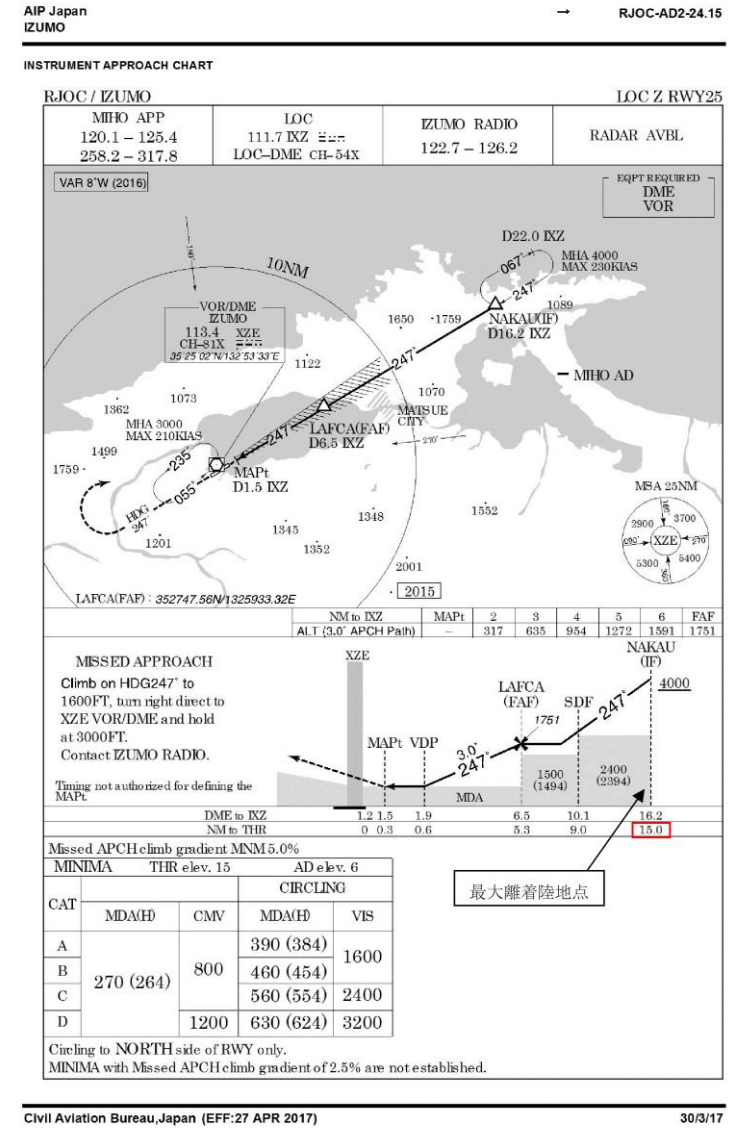 AIP Japan
IZUMO
→ RJOC-AD2-24.15
INSTRUMENT APPROACH CHART
RJOC / IZUMO LOC Z RWY25
MIHO APP
120.1 – 125.4
258.2 – 317.8
LOC
111.7 IXZ
LOC–DME CH–54X
IZUMO RADIO
122.7 – 126.2
RADAR AVBL
VAR 8°W (2016)
EQPT REQUIRED
DME
VOR
D22.0 IXZ
180°
10NM
067°
MHA 4000
MAX 230KIAS
247°
1089
VOR/DME
IZUMO
113.4 XZE
CH–81X
35 25 02˝N/132 53 33˝E
1650
1759
NAKAU(IF)
D16.2 IXZ
247°
1122
MIHO AD
1070
1073
1362
MATSUE
CITY
MHA 3000
MAX 210KIAS
LAFCA(FAF)
D6.5 IXZ
247°
270°
1499
235°
1759
MAPt
D1.5 IXZ
055°
MSA 25NM
HDG
247°
1201
1345
1348
1352
1552
2001
2015
180°
2900
3700
090°
XZE
270°
5300
5400
360°
LAFCA(FAF) : 352747.56N/1325933.32E
NM to IXZ MAPt 2 3 4 5 6 FAF
ALT (3.0° APCH Path) – 317 635 954 1272 1591 1751
MISSED APPROACH
Climb on HDG247° to
1600FT, turn right direct to
XZE VOR/DME and hold
at 3000FT.
Contact IZUMO RADIO.
Timing not authorized for defining the
MAPt.
XZE
NAKAU
(IF)
LAFCA
(FAF)
SDF
4000
1751
247°
MAPt VDP
3.0°
247°
1500
(1494)
2400
(2394)
MDA
DME to IXZ 1.2 1.5 1.9 6.5 10.1 16.2
NM to THR 0 0.3 0.6 5.3 9.0 15.0
Missed APCH climb gradient MNM 5.0%
MINIMA THR elev. 15 AD elev. 6
CAT
CIRCLING
MDA(H) CMV MDA(H) VIS
A 390 (384)
B 460 (454)
C 560 (554) 2400
D 1200 630 (624) 3200
270 (264)
800
1600
最大離着陸地点
Circling to NORTH side of RWY only.
MINIMA with Missed APCH climb gradient of 2.5% are not established.
Civil Aviation Bureau,Japan (EFF:27 APR 2017) 30/3/17